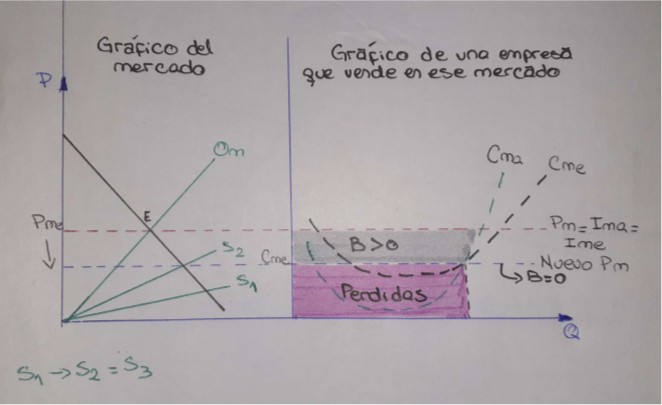 Gráfico del
mercado
Gráfico de una empresa
que vende en ese mercado
P
Om
E
S2
S1
Pme
Cme
Cma
Cme
B>0
Perdidas
Pm=Ima=
Ime
Nuevo Pm
↳B=0
Q
S1→S2=S3